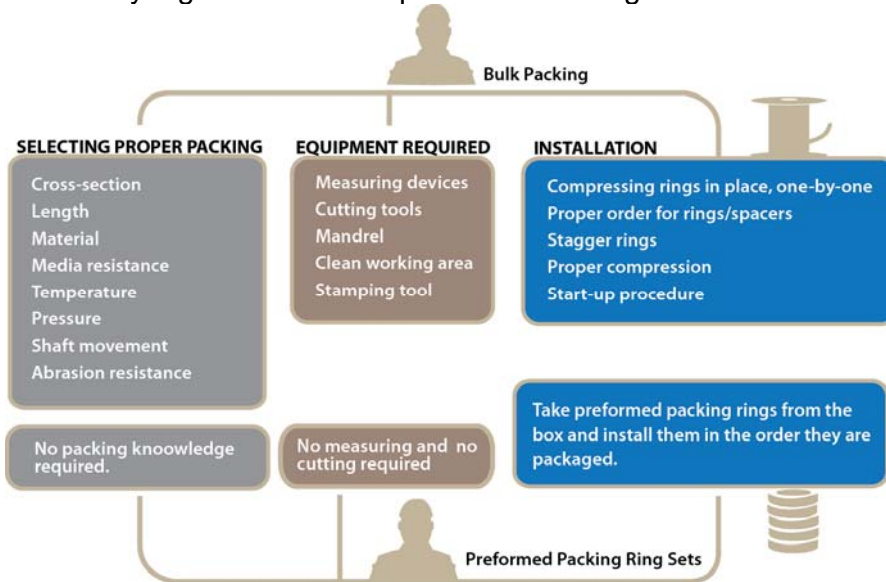 Bulk Packing
SELECTING PROPER PACKING
Cross-section
Length
Material
Media resistance
Temperature
Pressure
Shaft movement
Abrasion resistance
EQUIPMENT REQUIRED
Measuring devices
Cutting tools
Mandrel
Clean working area
Stamping tool
INSTALLATION
Compressing rings in place, one-by-one
Proper order for rings/spacers
Stagger rings
Proper compression
Start-up procedure
No packing knoowledge
required.
No measuring and no
cutting required
Take preformed packing rings from the
box and install them in the order they are
packaged.
Preformed Packing Ring Sets